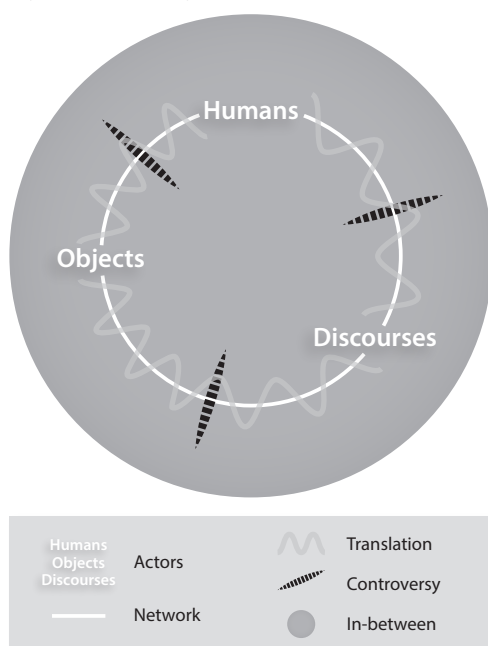 Humans
Objects
Discourses
Humans
Objects
Discourses
Actors
Network
Translation
Controversy
In-between